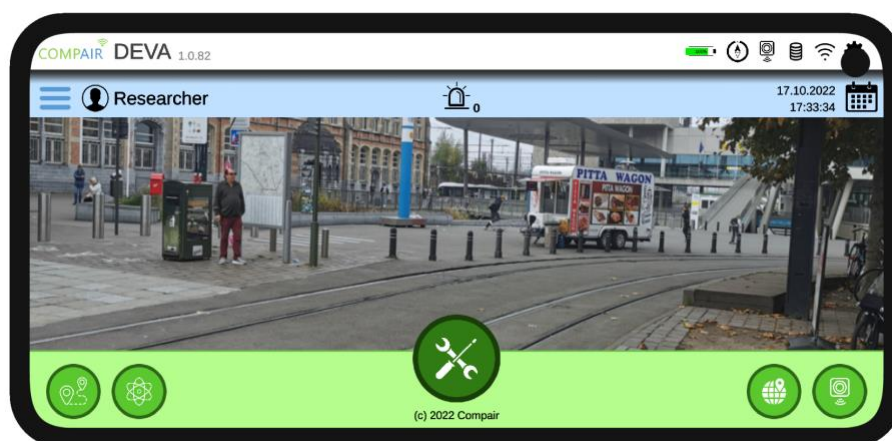 COMPAIR DEVA 1.0.82
Researcher
0
17.10.2022
17:33:34
PITTA WAGON
PITTA WAGON
(c) 2022 Compair